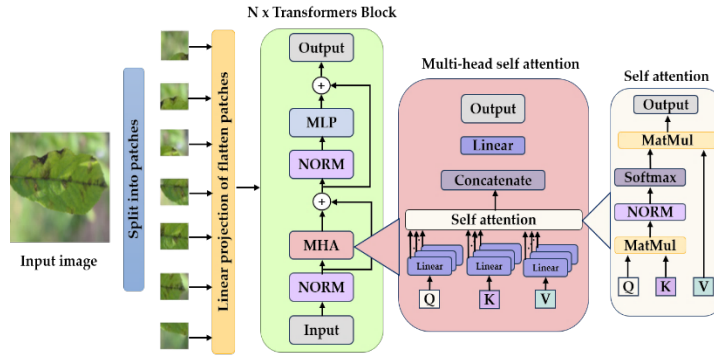 N x Transformers Block
Output
+
MLP
NORM
+
MHA
NORM
Input
Input image
Split into patches
Linear projection of flatten patches
Multi-head self attention
Output
Linear
Concatenate
Self attention
Linear
Linear
Linear
Q
K
V
Self attention
Output
MatMul
Softmax
NORM
MatMul
Q
K
V